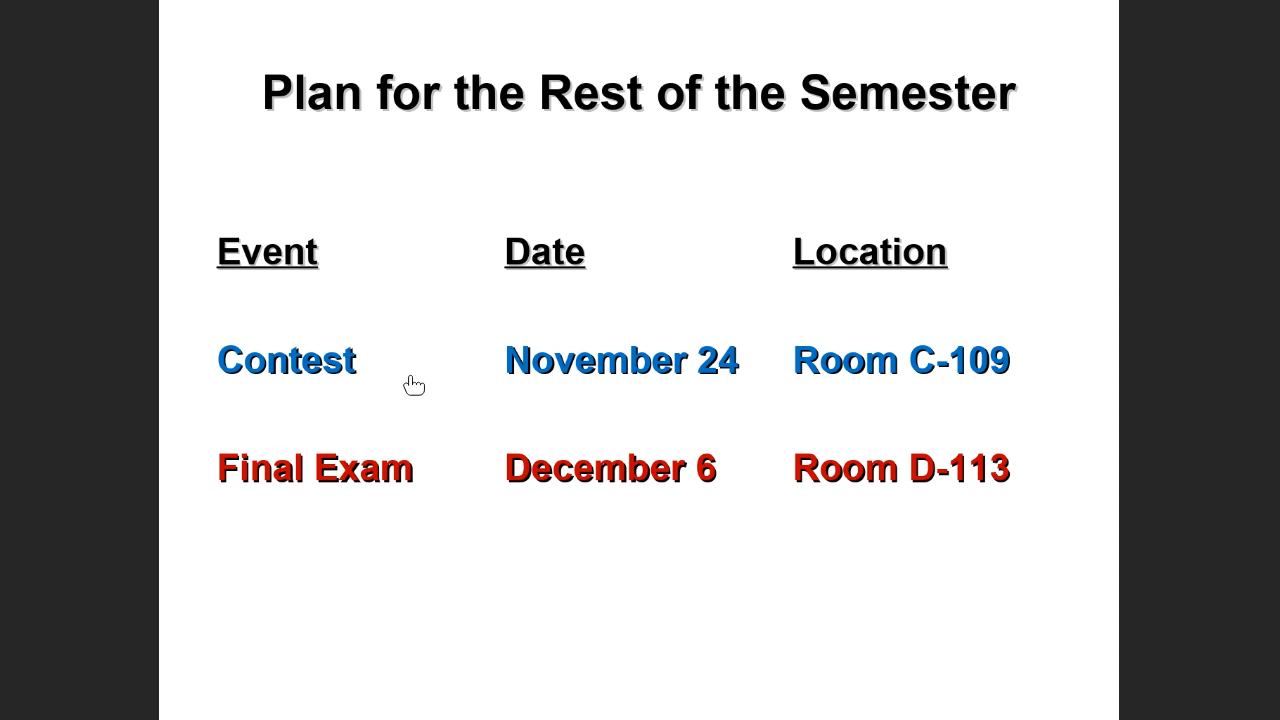 Plan for the Rest of the Semester
Event Date Location
Contest November 24 Room C-109
Final Exam December 6 Room D-113